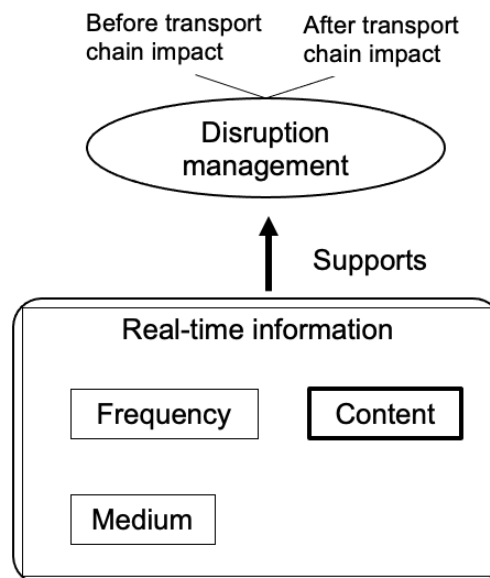 Before transport
chain impact
After transport
chain impact
Disruption
management
Supports
Real-time information
Frequency
Content
Medium